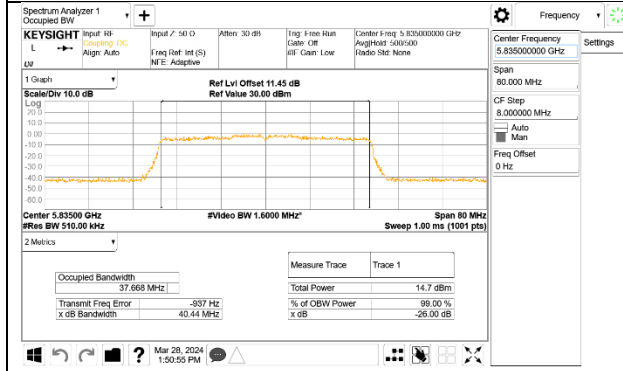 Spectrum Analyzer 1
Occupied BW
+
Frequency
KEYSIGHT
Input: RF
Coupling: DC
Align: Auto
Input Z: 50 Ω
Freq Ref: Int (S)
NFE: Adaptive
Atten: 30 dB
Trig: Free Run
Gate: Off
#IF Gain: Low
Center Freq: 5.835000000 GHz
Avg|Hold: 500/500
Radio Std: None
Center Frequency
5.835000000 GHz
Settings
Span
80.000 MHz
CF Step
8.000000 MHz
Auto
Man
Freq Offset
0 Hz
1 Graph
Scale/Div 10.0 dB
Ref Lvl Offset 11.45 dB
Ref Value 30.00 dBm
Log
20.0
10.0
0.00
-10.0
-20.0
-30.0
-40.0
-50.0
-60.0
Center 5.83500 GHz
#Video BW 1.6000 MHz*
Span 80 MHz
#Res BW 510.00 kHz
Sweep 1.00 ms (1001 pts)
2 Metrics
Measure Trace Trace 1
Occupied Bandwidth
37.668 MHz
Total Power 14.7 dBm
Transmit Freq Error -937 Hz
% of OBW Power 99.00 %
x dB Bandwidth 40.44 MHz
x dB -26.00 dB
?
Mar 28, 2024
1:50:55 PM